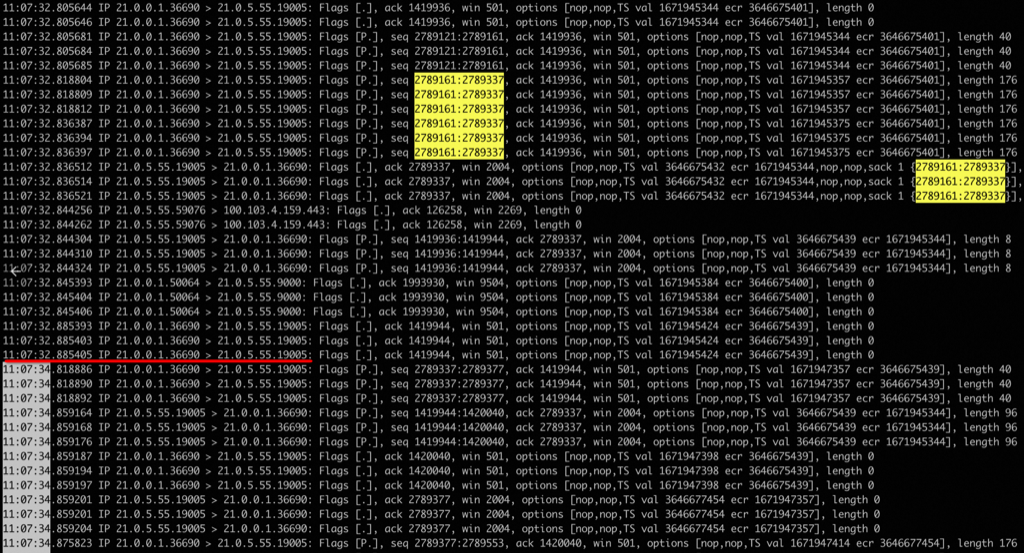 11:07:32.805644 IP 21.0.0.1.36690 > 21.0.5.55.19005: Flags [.], ack 1419936, win 501, options [nop,nop,TS val 1671945344 ecr 3646675401], length 0
11:07:32.805655 IP 21.0.0.1.36690 > 21.0.5.55.19005: Flags [.], ack 1419936, win 501, options [nop,nop,TS val 1671945344 ecr 3646675401], length 0
11:07:32.805681 IP 21.0.0.1.36690 > 21.0.5.55.19005: Flags [P.], seq 2789121:2789161, ack 1419936, win 501, options [nop,nop,TS val 1671945344 ecr 3646675401], length 40
11:07:32.805684 IP 21.0.0.1.36690 > 21.0.5.55.19005: Flags [P.], seq 2789121:2789161, ack 1419936, win 501, options [nop,nop,TS val 1671945344 ecr 3646675401], length 40
11:07:32.805685 IP 21.0.0.1.36690 > 21.0.5.55.19005: Flags [P.], seq 2789121:2789161, ack 1419936, win 501, options [nop,nop,TS val 1671945344 ecr 3646675401], length 40
11:07:32.818804 IP 21.0.0.1.36690 > 21.0.5.55.19005: Flags [P.], seq 2789161:2789337, ack 1419936, win 501, options [nop,nop,TS val 1671945357 ecr 3646675401], length 176
11:07:32.818809 IP 21.0.0.1.36690 > 21.0.5.55.19005: Flags [P.], seq 2789161:2789337, ack 1419936, win 501, options [nop,nop,TS val 1671945357 ecr 3646675401], length 176
11:07:32.818812 IP 21.0.0.1.36690 > 21.0.5.55.19005: Flags [P.], seq 2789161:2789337, ack 1419936, win 501, options [nop,nop,TS val 1671945357 ecr 3646675401], length 176
11:07:32.836387 IP 21.0.0.1.36690 > 21.0.5.55.19005: Flags [P.], seq 2789161:2789337, ack 1419936, win 501, options [nop,nop,TS val 1671945375 ecr 3646675401], length 176
11:07:32.836394 IP 21.0.0.1.36690 > 21.0.5.55.19005: Flags [P.], seq 2789161:2789337, ack 1419936, win 501, options [nop,nop,TS val 1671945375 ecr 3646675401], length 176
11:07:32.836397 IP 21.0.0.1.36690 > 21.0.5.55.19005: Flags [P.], seq 2789161:2789337, ack 1419936, win 501, options [nop,nop,TS val 1671945375 ecr 3646675401], length 176
11:07:32.836512 IP 21.0.5.55.19005 > 21.0.0.1.36690: Flags [.], ack 2789337, win 2004, options [nop,nop,TS val 3646675432 ecr 1671945344,nop,nop,sack 1 {2789161:2789337}],
11:07:32.836514 IP 21.0.5.55.19005 > 21.0.0.1.36690: Flags [.], ack 2789337, win 2004, options [nop,nop,TS val 3646675432 ecr 1671945344,nop,nop,sack 1 {2789161:2789337}],
11:07:32.836521 IP 21.0.5.55.19005 > 21.0.0.1.36690: Flags [.], ack 2789337, win 2004, options [nop,nop,TS val 3646675432 ecr 1671945344,nop,nop,sack 1 {2789161:2789337}],
11:07:32.844256 IP 21.0.5.55.59076 > 100.103.4.159.443: Flags [.], ack 126258, win 2269, length 0
11:07:32.844262 IP 21.0.5.55.59076 > 100.103.4.159.443: Flags [.], ack 126258, win 2269, length 0
11:07:32.844304 IP 21.0.5.55.19005 > 21.0.0.1.36690: Flags [P.], seq 1419936:1419944, ack 2789337, win 2004, options [nop,nop,TS val 3646675439 ecr 1671945344], length 8
11:07:32.844310 IP 21.0.5.55.19005 > 21.0.0.1.36690: Flags [P.], seq 1419936:1419944, ack 2789337, win 2004, options [nop,nop,TS val 3646675439 ecr 1671945344], length 8
11:07:32.844324 IP 21.0.5.55.19005 > 21.0.0.1.36690: Flags [P.], seq 1419936:1419944, ack 2789337, win 2004, options [nop,nop,TS val 3646675439 ecr 1671945344], length 8
11:07:32.845393 IP 21.0.0.1.50064 > 21.0.5.55.9000: Flags [.], ack 1993930, win 9504, options [nop,nop,TS val 1671945384 ecr 3646675400], length 0
11:07:32.845404 IP 21.0.0.1.50064 > 21.0.5.55.9000: Flags [.], ack 1993930, win 9504, options [nop,nop,TS val 1671945384 ecr 3646675400], length 0
11:07:32.845406 IP 21.0.0.1.50064 > 21.0.5.55.9000: Flags [.], ack 1993930, win 9504, options [nop,nop,TS val 1671945384 ecr 3646675400], length 0
11:07:32.885393 IP 21.0.0.1.36690 > 21.0.5.55.19005: Flags [.], ack 1419944, win 501, options [nop,nop,TS val 1671945424 ecr 3646675439], length 0
11:07:32.885403 IP 21.0.0.1.36690 > 21.0.5.55.19005: Flags [.], ack 1419944, win 501, options [nop,nop,TS val 1671945424 ecr 3646675439], length 0
11:07:32.885405 IP 21.0.0.1.36690 > 21.0.5.55.19005: Flags [.], ack 1419944, win 501, options [nop,nop,TS val 1671945424 ecr 3646675439], length 0
11:07:34.818886 IP 21.0.0.1.36690 > 21.0.5.55.19005: Flags [P.], seq 2789337:2789377, ack 1419944, win 501, options [nop,nop,TS val 1671947357 ecr 3646675439], length 40
11:07:34.818890 IP 21.0.0.1.36690 > 21.0.5.55.19005: Flags [P.], seq 2789337:2789377, ack 1419944, win 501, options [nop,nop,TS val 1671947357 ecr 3646675439], length 40
11:07:34.818892 IP 21.0.0.1.36690 > 21.0.5.55.19005: Flags [P.], seq 2789337:2789377, ack 1419944, win 501, options [nop,nop,TS val 1671947357 ecr 3646675439], length 40
11:07:34.859164 IP 21.0.5.55.19005 > 21.0.0.1.36690: Flags [P.], seq 1419944:1420040, ack 2789337, win 2004, options [nop,nop,TS val 3646675439 ecr 1671945344], length 96
11:07:34.859168 IP 21.0.5.55.19005 > 21.0.0.1.36690: Flags [P.], seq 1419944:1420040, ack 2789337, win 2004, options [nop,nop,TS val 3646675439 ecr 1671945344], length 96
11:07:34.859176 IP 21.0.5.55.19005 > 21.0.0.1.36690: Flags [P.], seq 1419944:1420040, ack 2789337, win 2004, options [nop,nop,TS val 3646675439 ecr 1671945344], length 96
11:07:34.859187 IP 21.0.0.1.36690 > 21.0.5.55.19005: Flags [.], ack 1420040, win 501, options [nop,nop,TS val 1671947398 ecr 3646675439], length 0
11:07:34.859194 IP 21.0.0.1.36690 > 21.0.5.55.19005: Flags [.], ack 1420040, win 501, options [nop,nop,TS val 1671947398 ecr 3646675439], length 0
11:07:34.859197 IP 21.0.0.1.36690 > 21.0.5.55.19005: Flags [.], ack 1420040, win 501, options [nop,nop,TS val 1671947398 ecr 3646675439], length 0
11:07:34.859201 IP 21.0.5.55.19005 > 21.0.0.1.36690: Flags [.], ack 2789377, win 2004, options [nop,nop,TS val 3646677454 ecr 1671947357], length 0
11:07:34.859201 IP 21.0.5.55.19005 > 21.0.0.1.36690: Flags [.], ack 2789377, win 2004, options [nop,nop,TS val 3646677454 ecr 1671947357], length 0
11:07:34.859204 IP 21.0.5.55.19005 > 21.0.0.1.36690: Flags [.], ack 2789377, win 2004, options [nop,nop,TS val 3646677454 ecr 1671947357], length 0
11:07:34.875823 IP 21.0.0.1.36690 > 21.0.5.55.19005: Flags [P.], seq 2789377:2789553, ack 1420040, win 501, options [nop,nop,TS val 1671947414 ecr 3646677454], length 176